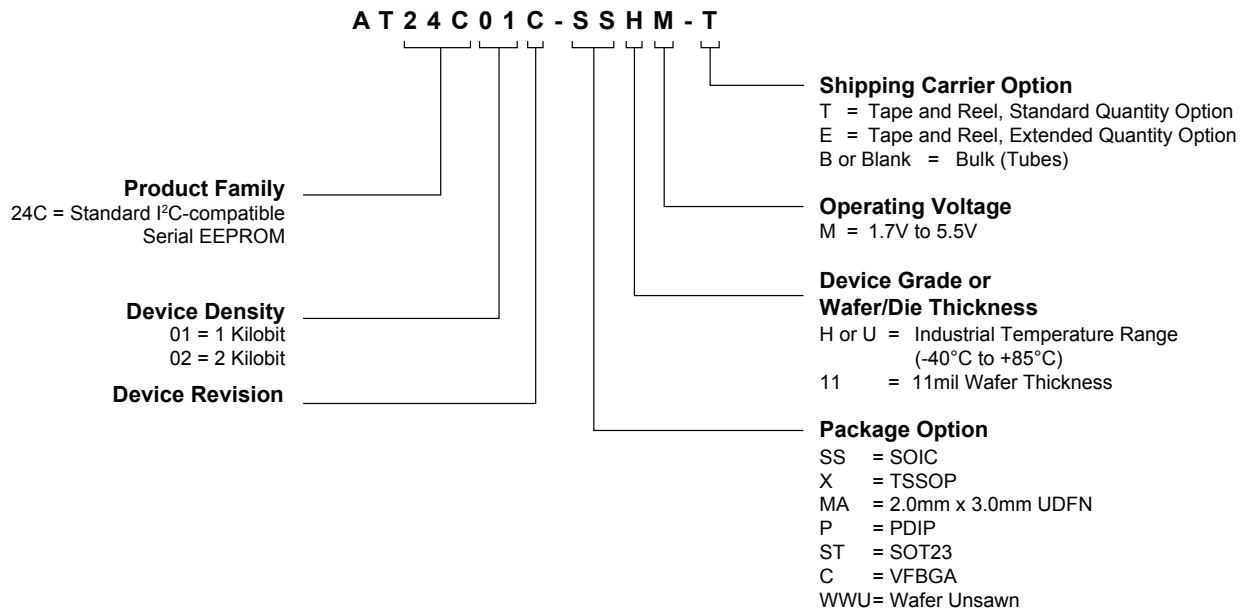 AT24C01C-SSHM-T
Shipping Carrier Option
T = Tape and Reel, Standard Quantity Option
E = Tape and Reel, Extended Quantity Option
B or Blank = Bulk (Tubes)
Product Family
24C = Standard I²C-compatible
Serial EEPROM
Operating Voltage
M = 1.7V to 5.5V
Device Density
01 = 1 Kilobit
02 = 2 Kilobit
Device Revision
Device Grade or
Wafer/Die Thickness
H or U = Industrial Temperature Range
(-40°C to +85°C)
11 = 11mil Wafer Thickness
Package Option
SS = SOIC
X = TSSOP
MA = 2.0mm x 3.0mm UDFN
P = PDIP
ST = SOT23
C = VFBGA
WWU= Wafer Unsawn